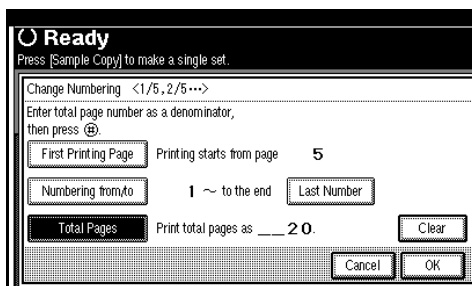 Ready
Press [Sample Copy] to make a single set.
Change Numbering <1/5,2/5···>
Enter total page number as a denominator,
then press ⊕.
First Printing Page Printing starts from page 5
Numbering from/to 1 ~ to the end Last Number
Total Pages Print total pages as __20. Clear
Cancel OK